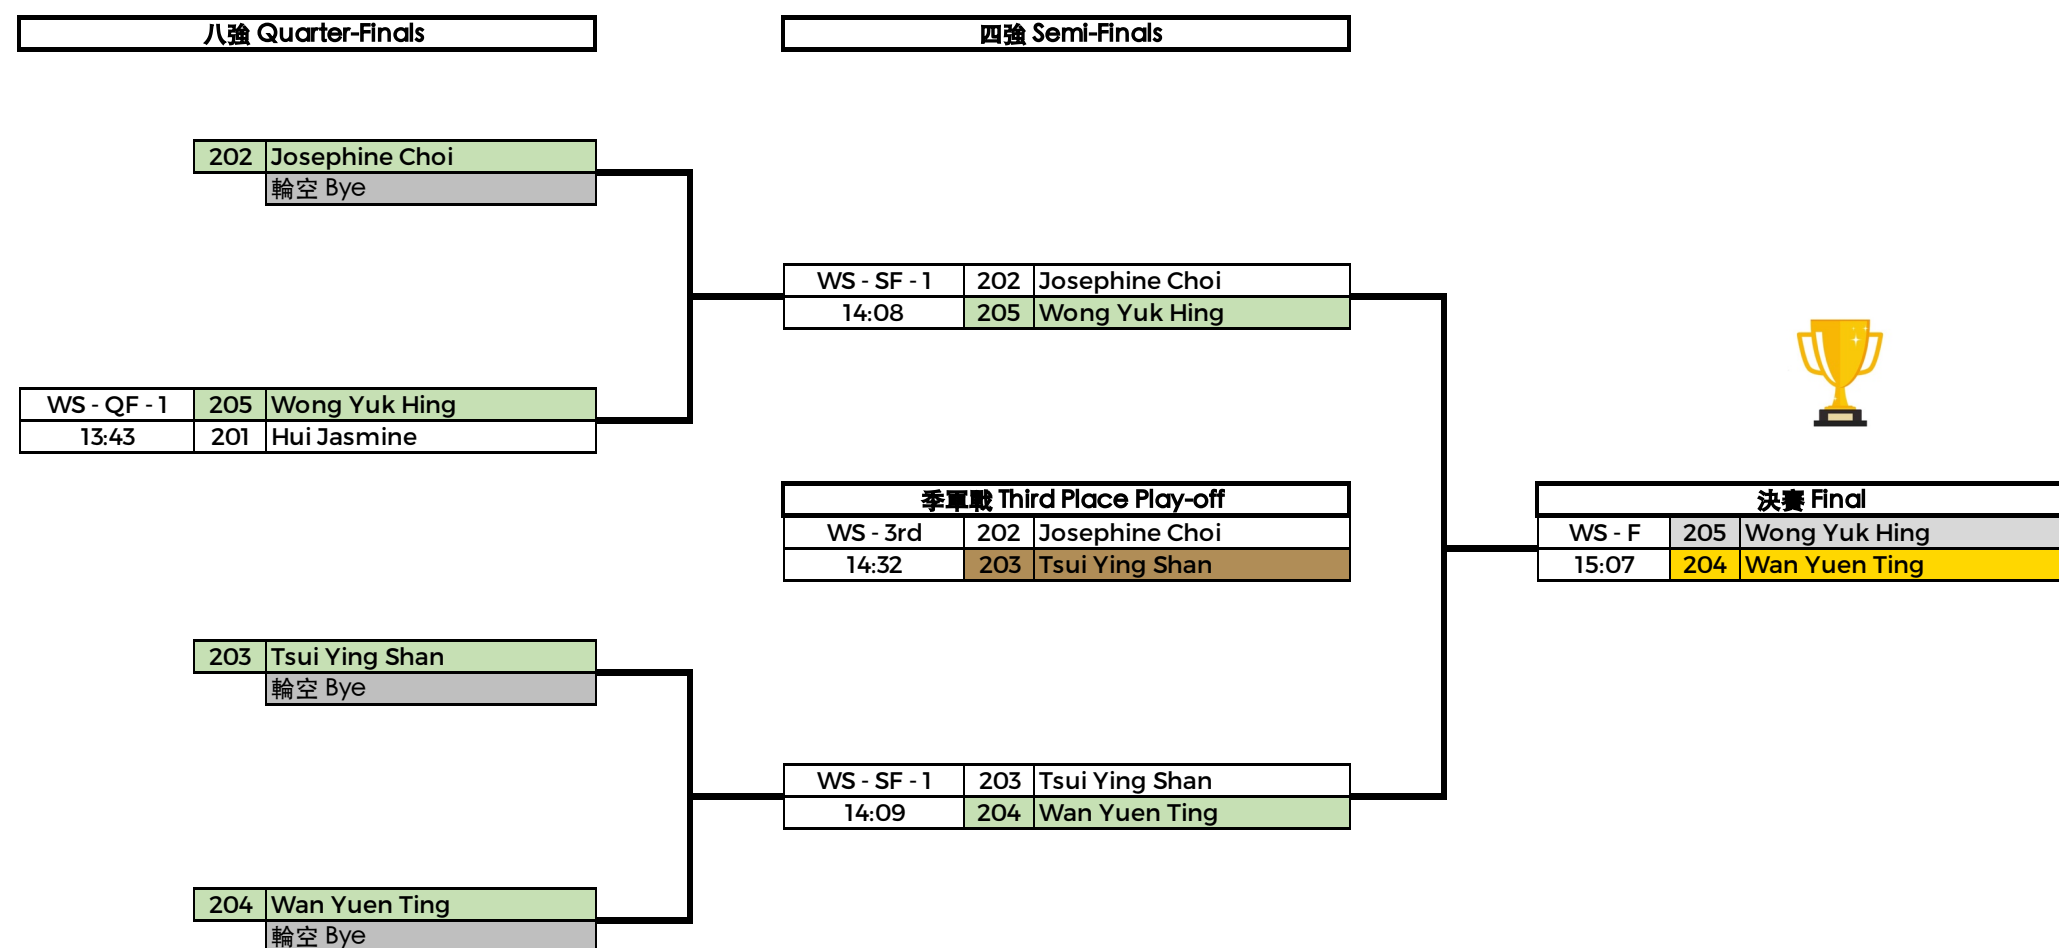 八強 Quarter-Finals
四強 Semi-Finals
202 Josephine Choi
輪空 Bye
WS - SF - 1 202 Josephine Choi
14:08 205 Wong Yuk Hing
WS - QF - 1 205 Wong Yuk Hing
13:43 201 Hui Jasmine
季軍戰 Third Place Play-off
WS - 3rd 202 Josephine Choi
14:32 203 Tsui Ying Shan
決賽 Final
WS - F 205 Wong Yuk Hing
15:07 204 Wan Yuen Ting
203 Tsui Ying Shan
輪空 Bye
WS - SF - 1 203 Tsui Ying Shan
14:09 204 Wan Yuen Ting
204 Wan Yuen Ting
輪空 Bye